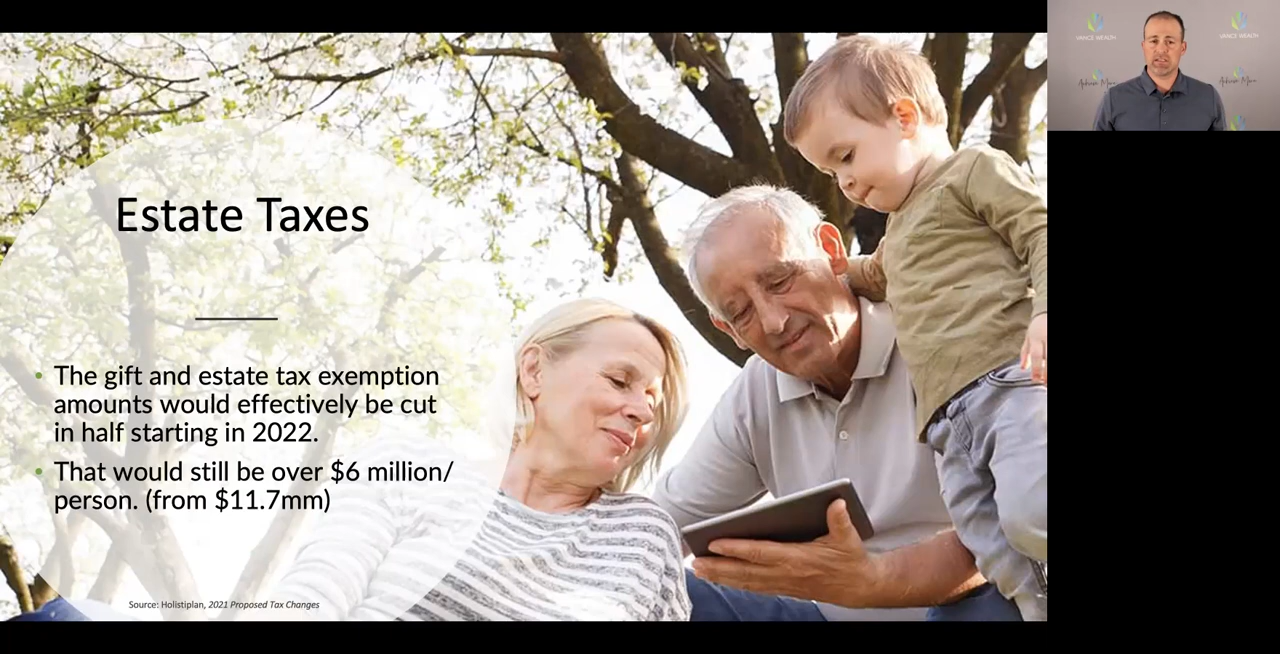 Estate Taxes
The gift and estate tax exemption
amounts would effectively be cut
in half starting in 2022.
That would still be over $6 million/
person. (from $11.7mm)
Source: Holistiplan, 2021 Proposed Tax Changes
VANCE WEALTH
VANCE WEALTH